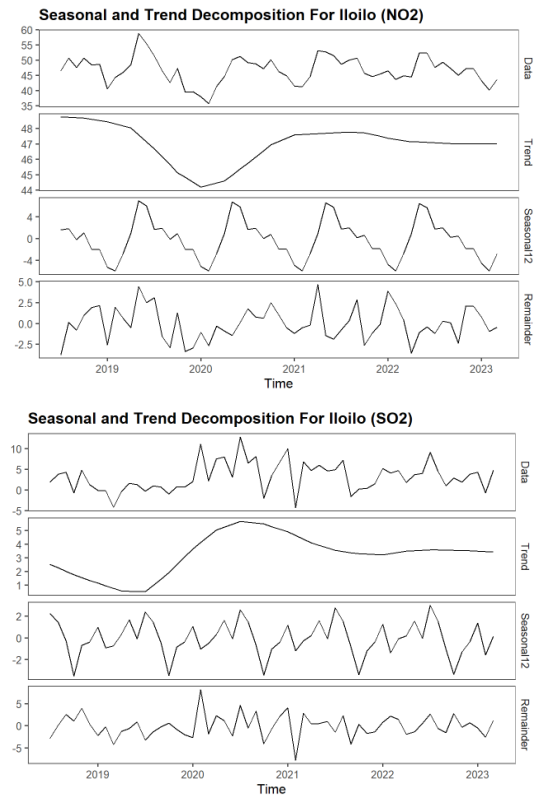 Seasonal and Trend Decomposition For Iloilo (NO2)
60
55
50
45
40
35
Data
48
47
46
45
44
Trend
4
0
-4
Seasonal12
5.0
2.5
0.0
-2.5
Remainder
2019 2020 2021 2022 2023
Time
Seasonal and Trend Decomposition For Iloilo (SO2)
10
5
0
-5
Data
5
4
3
2
1
Trend
2
0
-2
Seasonal12
5
0
-5
Remainder
2019 2020 2021 2022 2023
Time